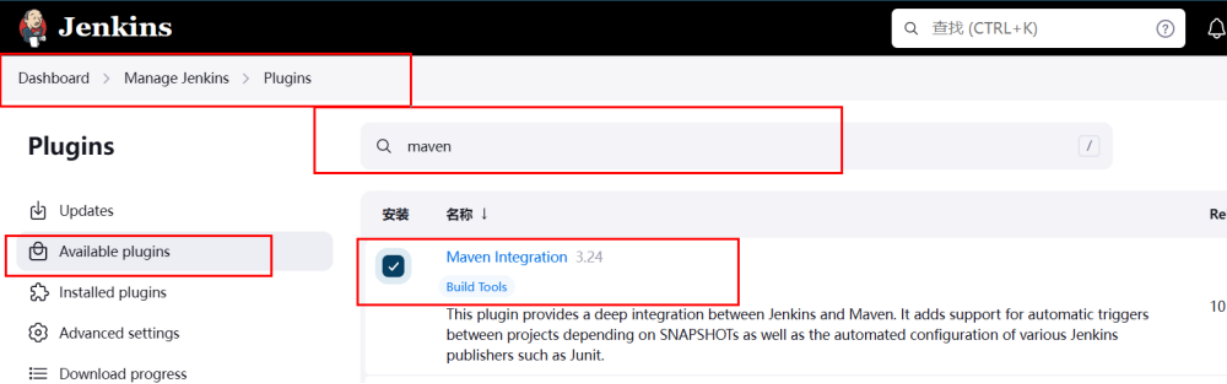 Jenkins
查找 (CTRL+K)
Dashboard > Manage Jenkins > Plugins
Plugins
maven
/
Updates
Available plugins
Installed plugins
Advanced settings
Download progress
安装 名称 ↓ Re
Maven Integration 3.24
Build Tools
This plugin provides a deep integration between Jenkins and Maven. It adds support for automatic triggers
between projects depending on SNAPSHOTs as well as the automated configuration of various Jenkins
publishers such as Junit.
10